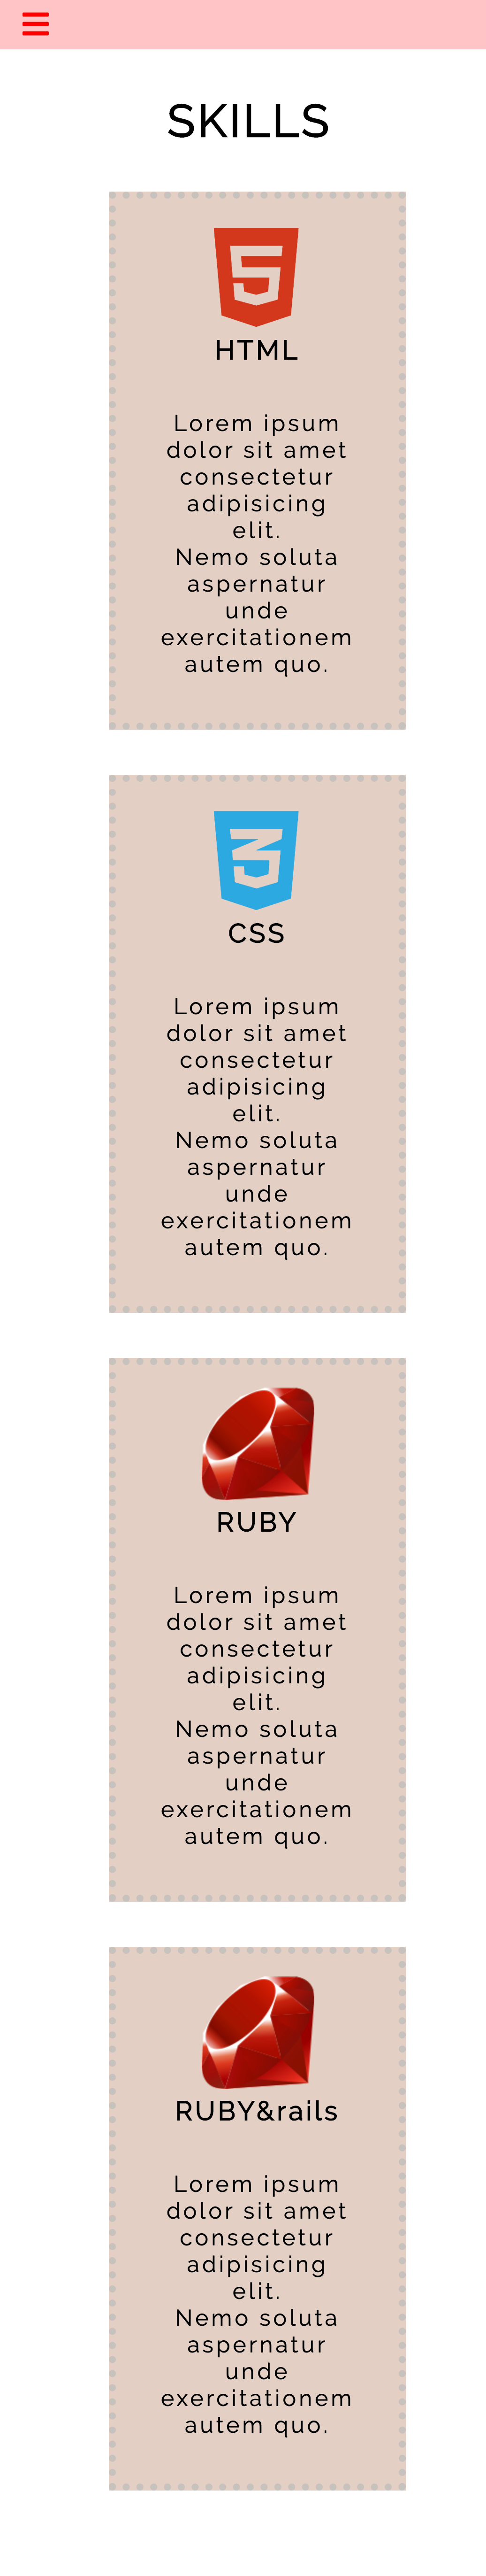 SKILLS
5
HTML
Lorem ipsum
dolor sit amet
consectetur
adipisicing
elit.
Nemo soluta
aspernatur
unde
exercitationem
autem quo.
3
CSS
Lorem ipsum
dolor sit amet
consectetur
adipisicing
elit.
Nemo soluta
aspernatur
unde
exercitationem
autem quo.
RUBY
Lorem ipsum
dolor sit amet
consectetur
adipisicing
elit.
Nemo soluta
aspernatur
unde
exercitationem
autem quo.
RUBY&rails
Lorem ipsum
dolor sit amet
consectetur
adipisicing
elit.
Nemo soluta
aspernatur
unde
exercitationem
autem quo.